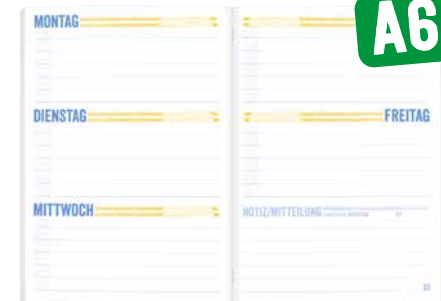 MONTAG
DIENSTAG
MITTWOCH
A6
FREITAG
NOTIZ/MITTEILUNG